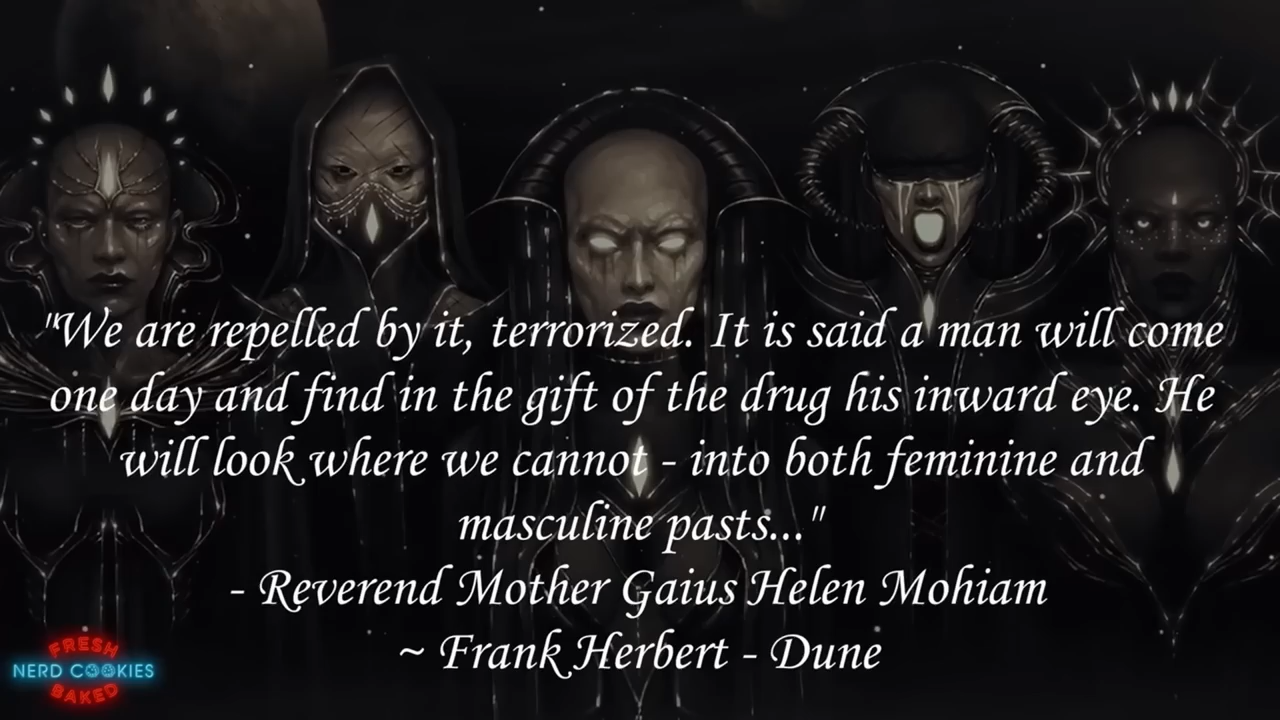 "We are repelled by it, terrorized. It is said a man will come
one day and find in the gift of the drug his inward eye. He
will look where we cannot - into both feminine and
masculine pasts..."
- Reverend Mother Gaius Helen Mohiam
~ Frank Herbert - Dune
FRESH
NERD COOKIES
BAKED